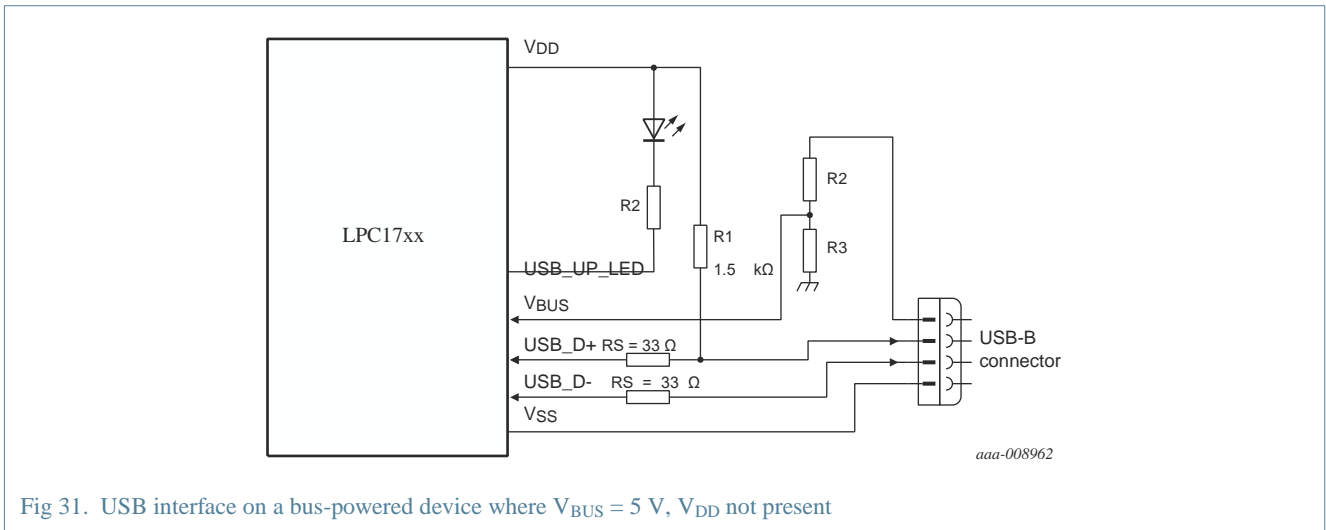 VDD
R2
R2
R1
1.5 kΩ
R3
LPC17xx
USB_UP_LED
VBUS
USB_D+ RS = 33 Ω
USB_D- RS = 33 Ω
VSS
USB-B
connector
aaa-008962
Fig 31. USB interface on a bus-powered device where VBUS = 5 V, VDD not present